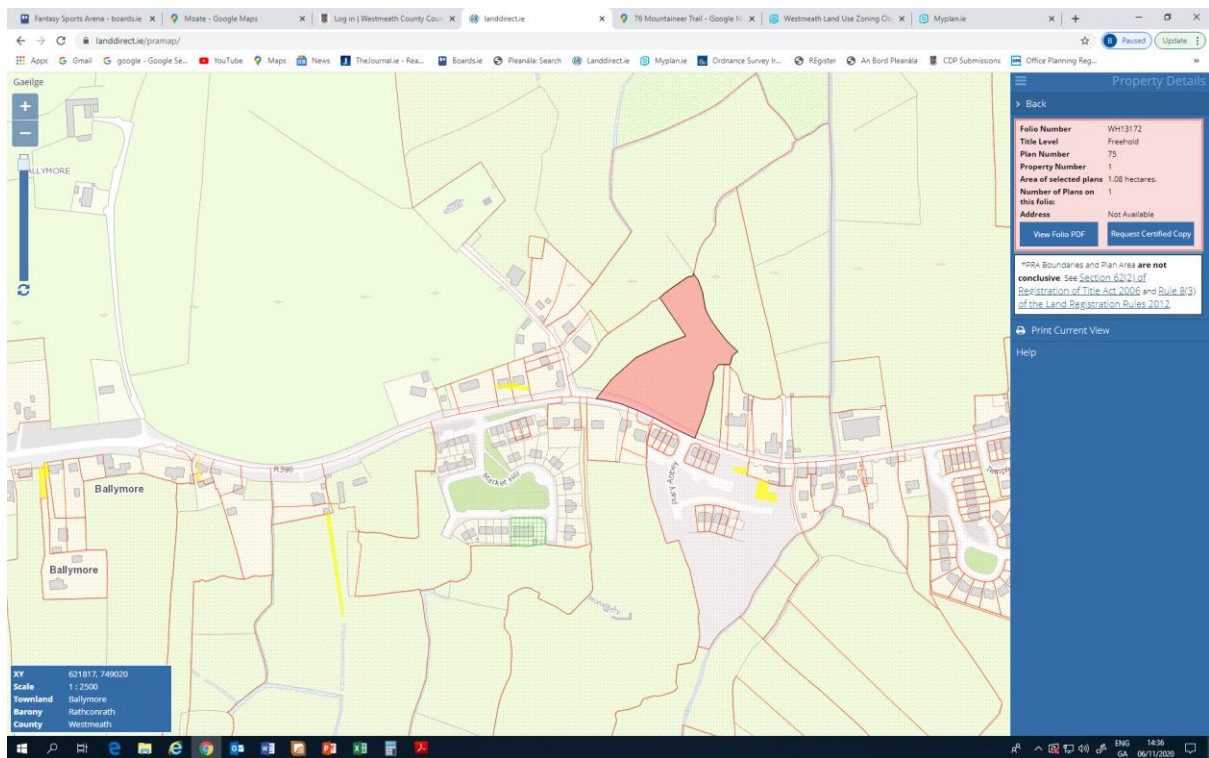 Fantasy Sports Arena - boards.ie
Moate - Google Maps
Log in | Westmeath County Coun
landdirect.ie
76 Mountaineer Trail - Google M
Westmeath Land Use Zoning Ob
Myplan.ie
landdirect.ie/pramap/
B Paused
Update
Apps
Gmail
google - Google Se...
YouTube
Maps
News
TheJournal.ie - Rea...
Boards.ie
Pleanála: Search
Landdirect.ie
Myplan.ie
Ordnance Survey Ir...
REgister
An Bord Pleanála
CDP Submissions
Office Planning Reg...
Gaeilge
Property Details
> Back
Folio Number WH13172
Title Level Freehold
Plan Number 75
Property Number 1
Area of selected plans 1.08 hectares.
Number of Plans on 1
this folio:
Address Not Available
View Folio PDF
Request Certified Copy
*PRA Boundaries and Plan Area are not
conclusive. See Section 62(2) of
Registration of Title Act 2006 and Rule 8(3)
of the Land Registration Rules 2012.
Print Current View
Help
ALLYMORE
R390
Ballymore
Market Hill
Abbey Land
Ballymore
XY 621817, 749020
Scale 1 : 2500
Townland Ballymore
Barony Rathconrath
County Westmeath
ENG
GA
14:36
06/11/2020